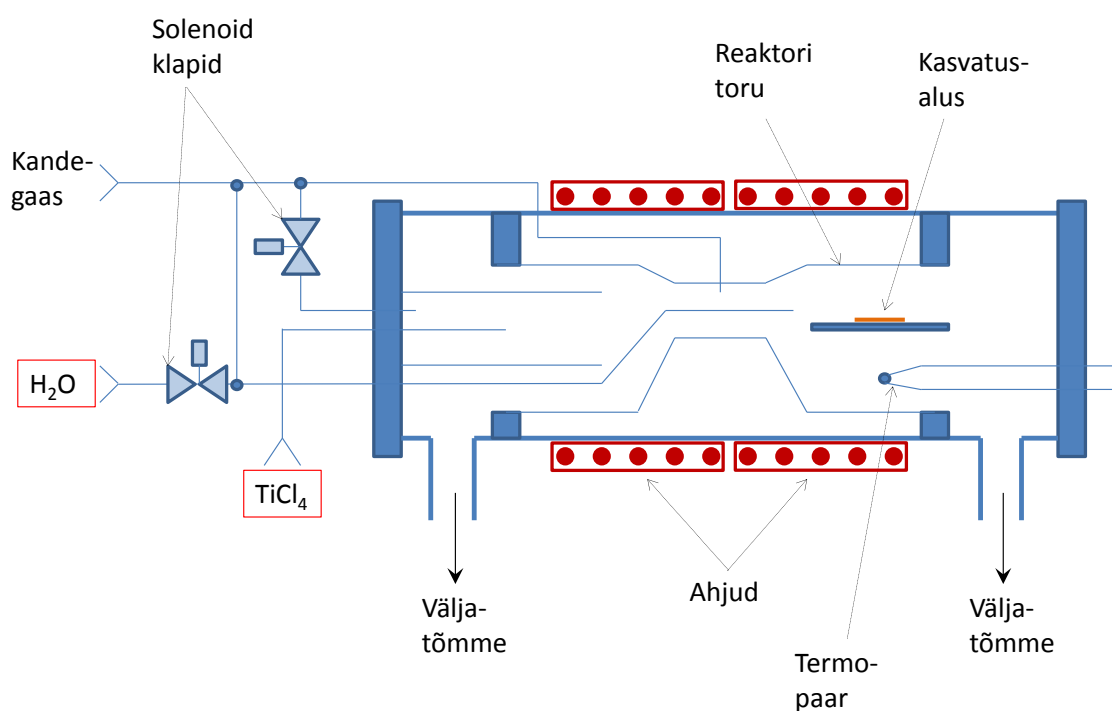 Solenoid
klapid
Reaktori
toru
Kasvatus-
alus
Kande-
gaas
H₂O
TiCl₄
Ahjud
Välja-
tõmme
Välja-
tõmme
Termo-
paar